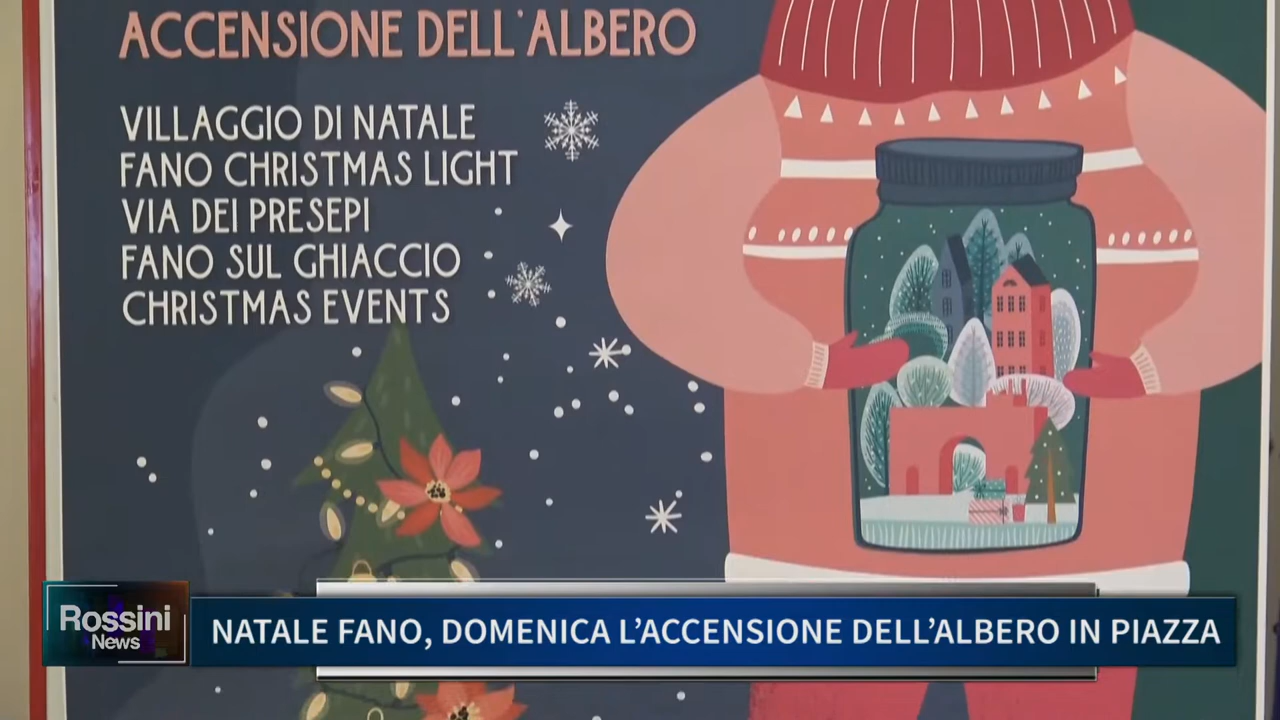 ACCENSIONE DELL'ALBERO
VILLAGGIO DI NATALE
FANO CHRISTMAS LIGHT
VIA DEI PRESEPI
FANO SUL GHIACCIO
CHRISTMAS EVENTS
Rossini
News
NATALE FANO, DOMENICA L’ACCENSIONE DELL’ALBERO IN PIAZZA